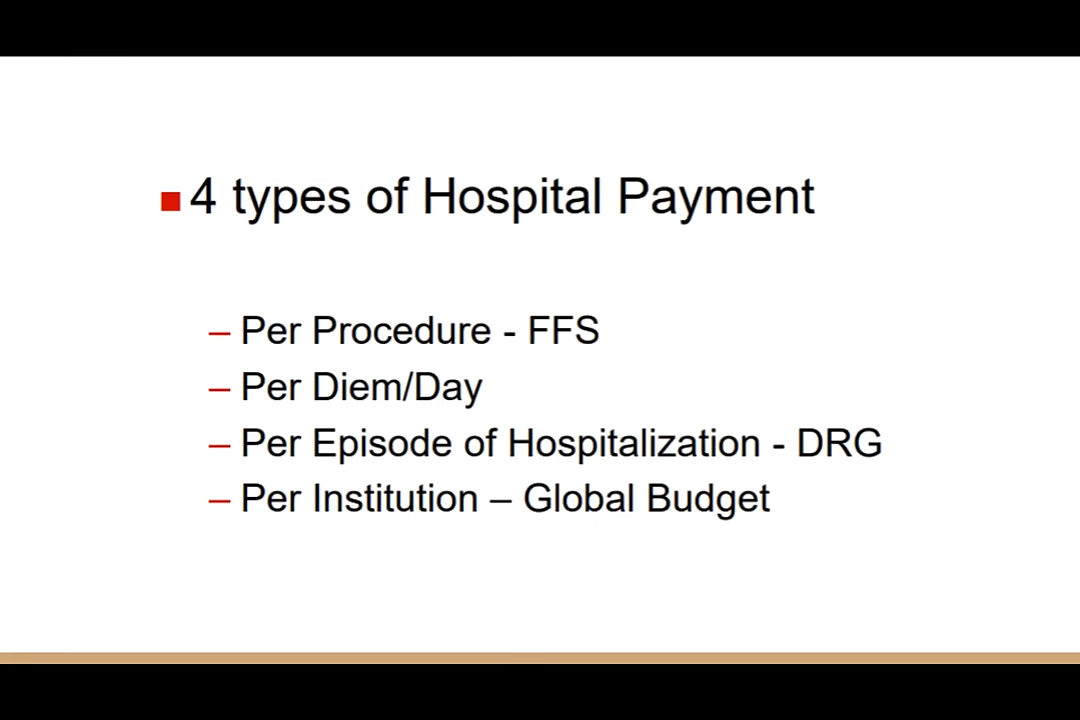 4 types of Hospital Payment
– Per Procedure - FFS
– Per Diem/Day
– Per Episode of Hospitalization - DRG
– Per Institution – Global Budget